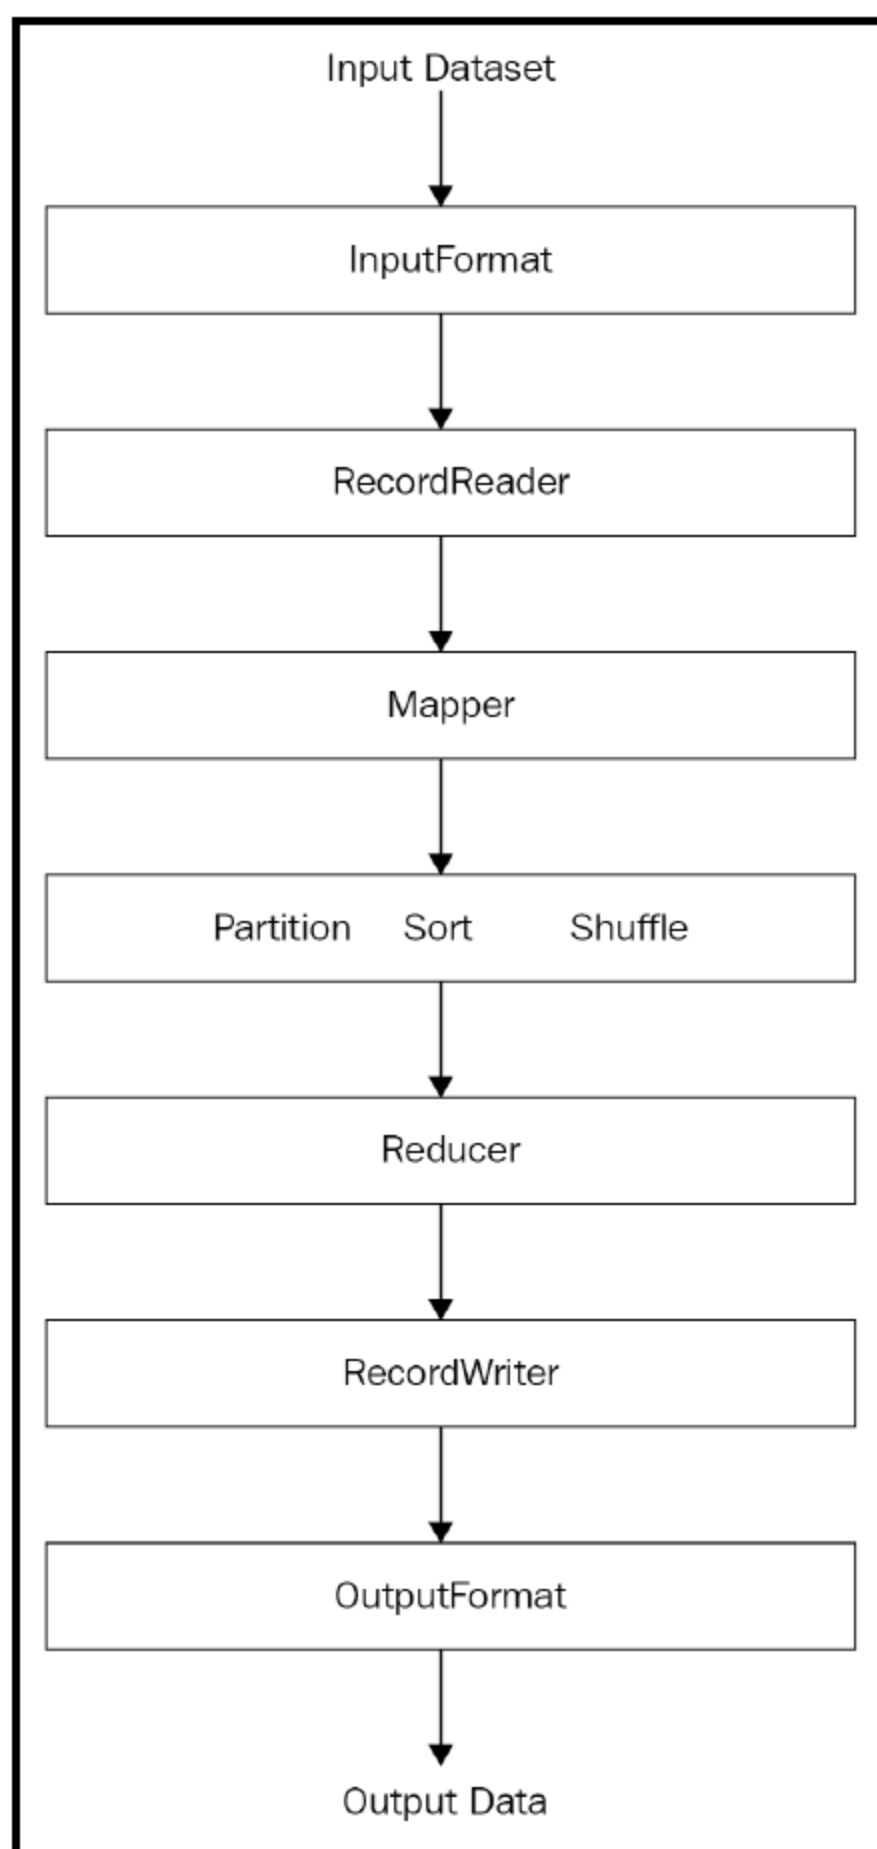 Input Dataset
InputFormat
RecordReader
Mapper
Partition Sort Shuffle
Reducer
RecordWriter
OutputFormat
Output Data